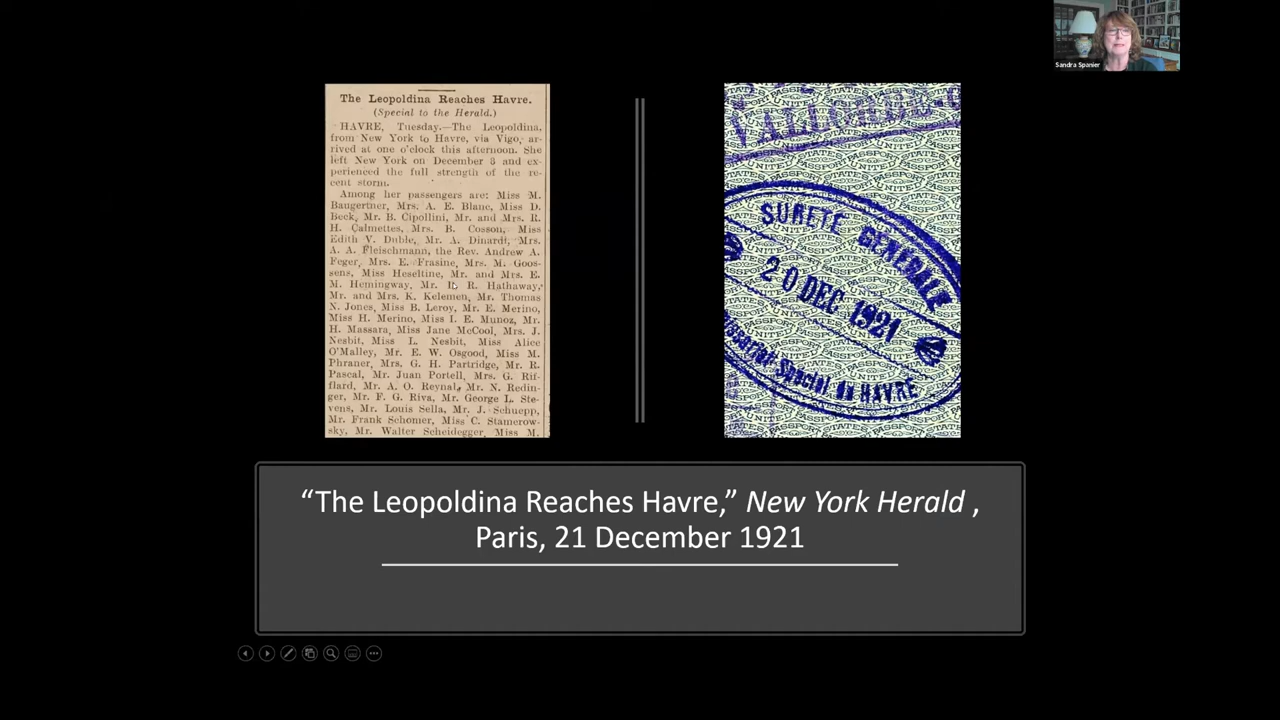 Sandra Spanier
The Leopoldina Reaches Havre.
(Special to the Herald.)
HAVRE, Tuesday.—The Leopoldina,
from New York to Havre, via Vigo, ar-
rived at one o'clock this afternoon. She
left New York on December 8 and ex-
perienced the full strength of the re-
cent storm.
Among her passengers are: Miss M.
Baugertner, Mrs. A. E. Blanc, Miss D.
Beck, Mr. B. Cipollini, Mr. and Mrs. R.
H. Calmettes, Mrs. B. Cosson, Miss
Edith V. Duble, Mr. A. Dinardi, Mrs.
A. A. Fleischmann, the Rev. Andrew A.
Feger, Mrs. E. Frasine, Mrs. M. Goos-
sens, Miss Heseltine, Mr. and Mrs. E.
M. Hemingway, Mr. R. Hathaway,
Mr. and Mrs. K. Kelemen, Mr. Thomas
N. Jones, Miss B. Leroy, Mr. E. Merino,
Miss H. Merino, Miss I. E. Munoz, Mr.
H. Massara, Miss Jane McCool, Mrs. J.
Nesbit, Miss L. Nesbit, Miss Alice
O'Malley, Mr. E. W. Osgood, Miss M.
Phraner, Mrs. G. H. Partridge, Mr. R.
Pascal, Mr. Juan Portell, Mrs. G. Rif-
flard, Mr. A. O. Reynal, Mr. N. Redin-
ger, Mr. F. G. Riva, Mr. George L. Ste-
vens, Mr. Louis Sella, Mr. J. Schuepp,
Mr. Frank Schomer, Miss C. Stamerow-
sky, Mr. Walter Scheidegger, Miss M.
SURETÉ GENERALE
20 DEC 1921
Special du HAVRE
“The Leopoldina Reaches Havre,” New York Herald ,
Paris, 21 December 1921